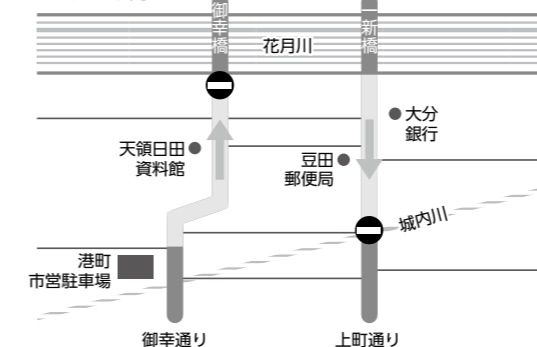 御幸橋
一新橋
花月川
大分
銀行
天領日田
資料館
豆田
郵便局
城内川
港町
市営駐車場
御幸通り
上町通り